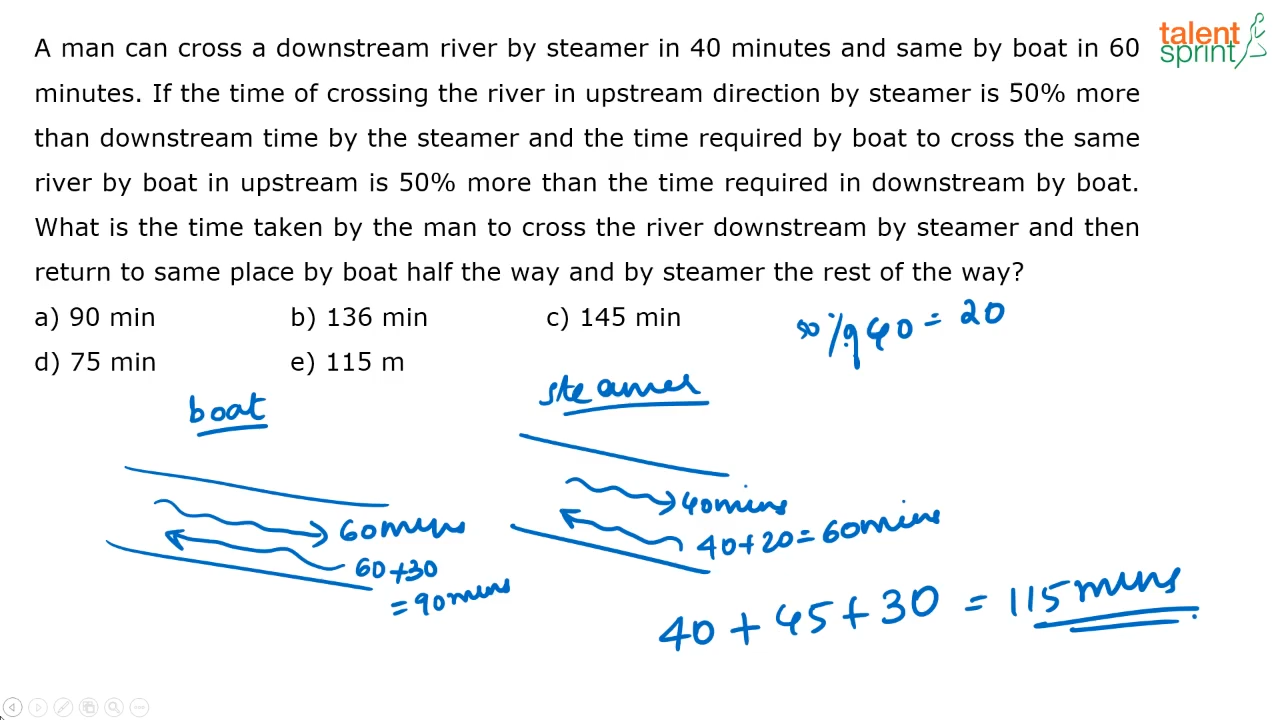 talent
sprint
A man can cross a downstream river by steamer in 40 minutes and same by boat in 60
minutes. If the time of crossing the river in upstream direction by steamer is 50% more
than downstream time by the steamer and the time required by boat to cross the same
river by boat in upstream is 50% more than the time required in downstream by boat.
What is the time taken by the man to cross the river downstream by steamer and then
return to same place by boat half the way and by steamer the rest of the way?
a) 90 min b) 136 min c) 145 min
d) 75 min e) 115 m
50 % of 40 = 20
boat
steamer
60mins
60+30
= 90mins
40mins
40+20=60mins
40 + 45 + 30 = 115 mins